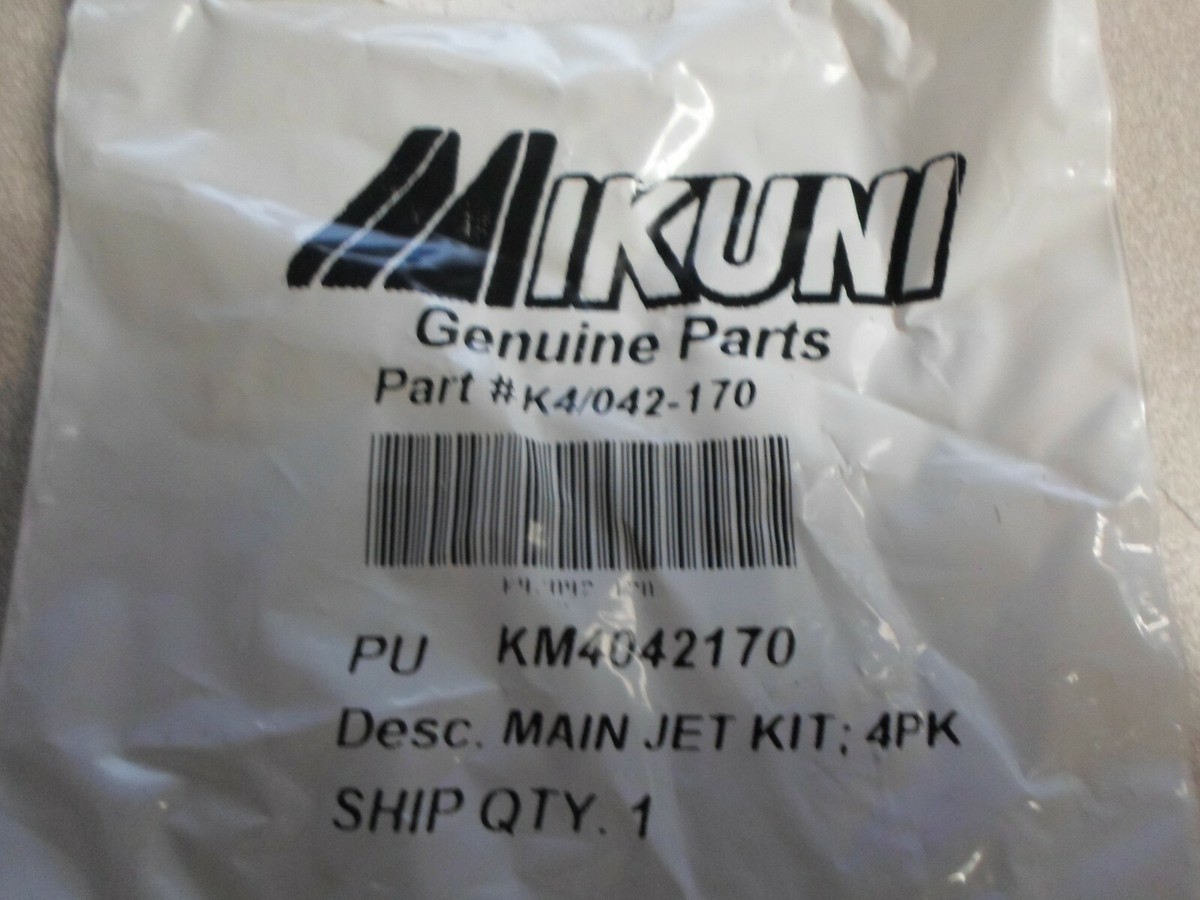 MIKUNI
Genuine Parts
Part # K4/042-170
PU KM4042170
Desc. MAIN JET KIT; 4PK
SHIP QTY. 1